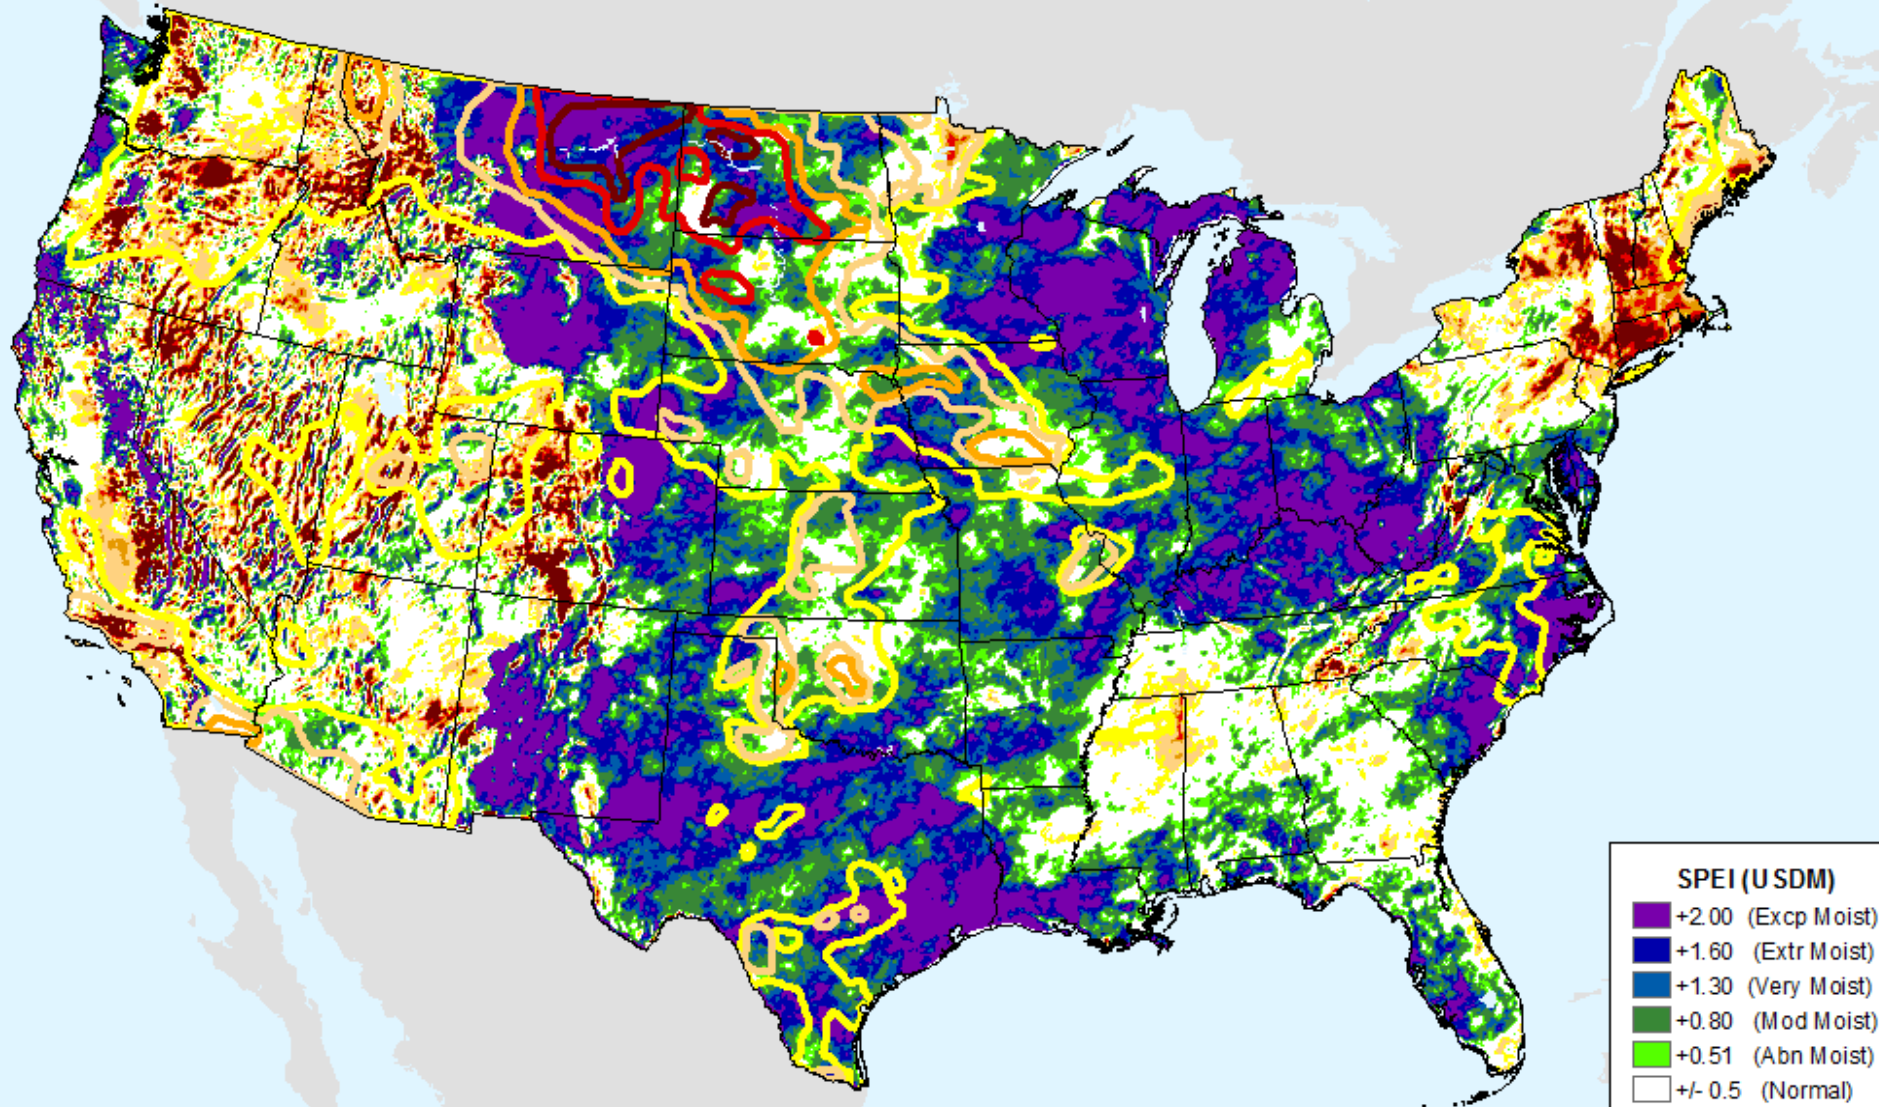 SPEI (USDM)
+2.00 (Excp Moist)
+1.60 (Extr Moist)
+1.30 (Very Moist)
+0.80 (Mod Moist)
+0.51 (Abn Moist)
+/- 0.5 (Normal)